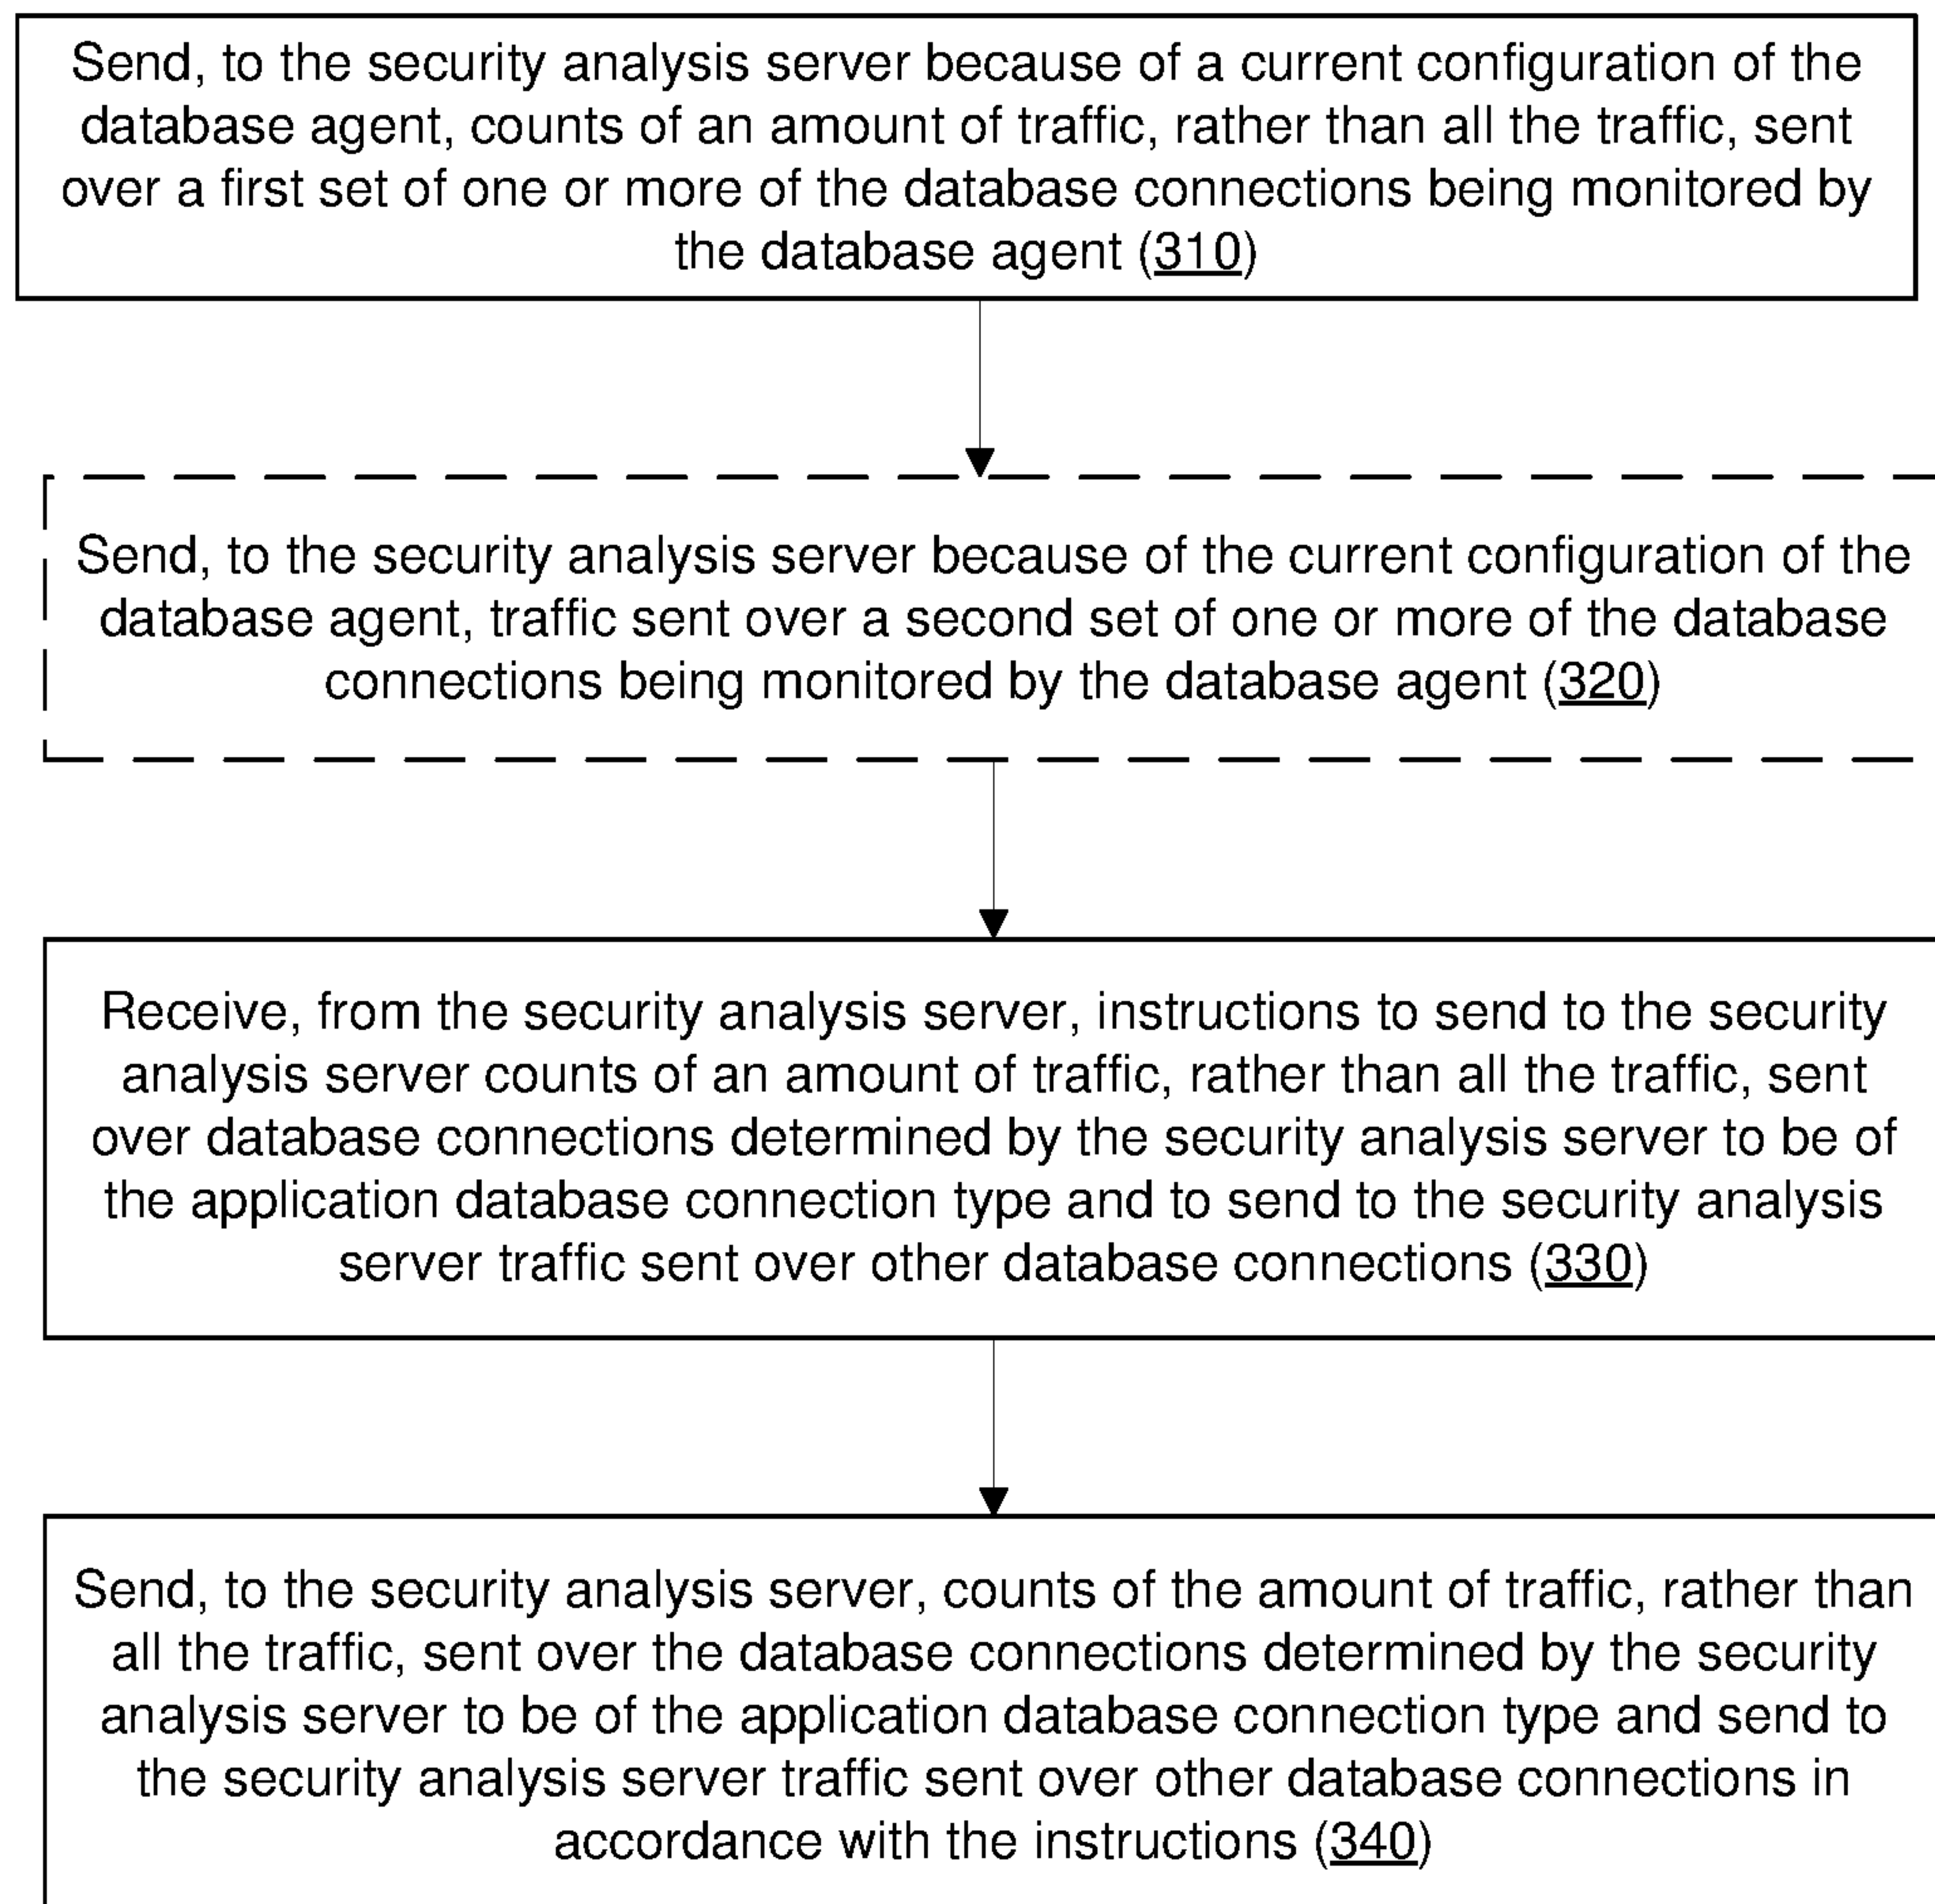 Send, to the security analysis server because of a current configuration of the
database agent, counts of an amount of traffic, rather than all the traffic, sent
over a first set of one or more of the database connections being monitored by
the database agent (310)
Send, to the security analysis server because of the current configuration of the
database agent, traffic sent over a second set of one or more of the database
connections being monitored by the database agent (320)
Receive, from the security analysis server, instructions to send to the security
analysis server counts of an amount of traffic, rather than all the traffic, sent
over database connections determined by the security analysis server to be of
the application database connection type and to send to the security analysis
server traffic sent over other database connections (330)
Send, to the security analysis server, counts of the amount of traffic, rather than
all the traffic, sent over the database connections determined by the security
analysis server to be of the application database connection type and send to
the security analysis server traffic sent over other database connections in
accordance with the instructions (340)